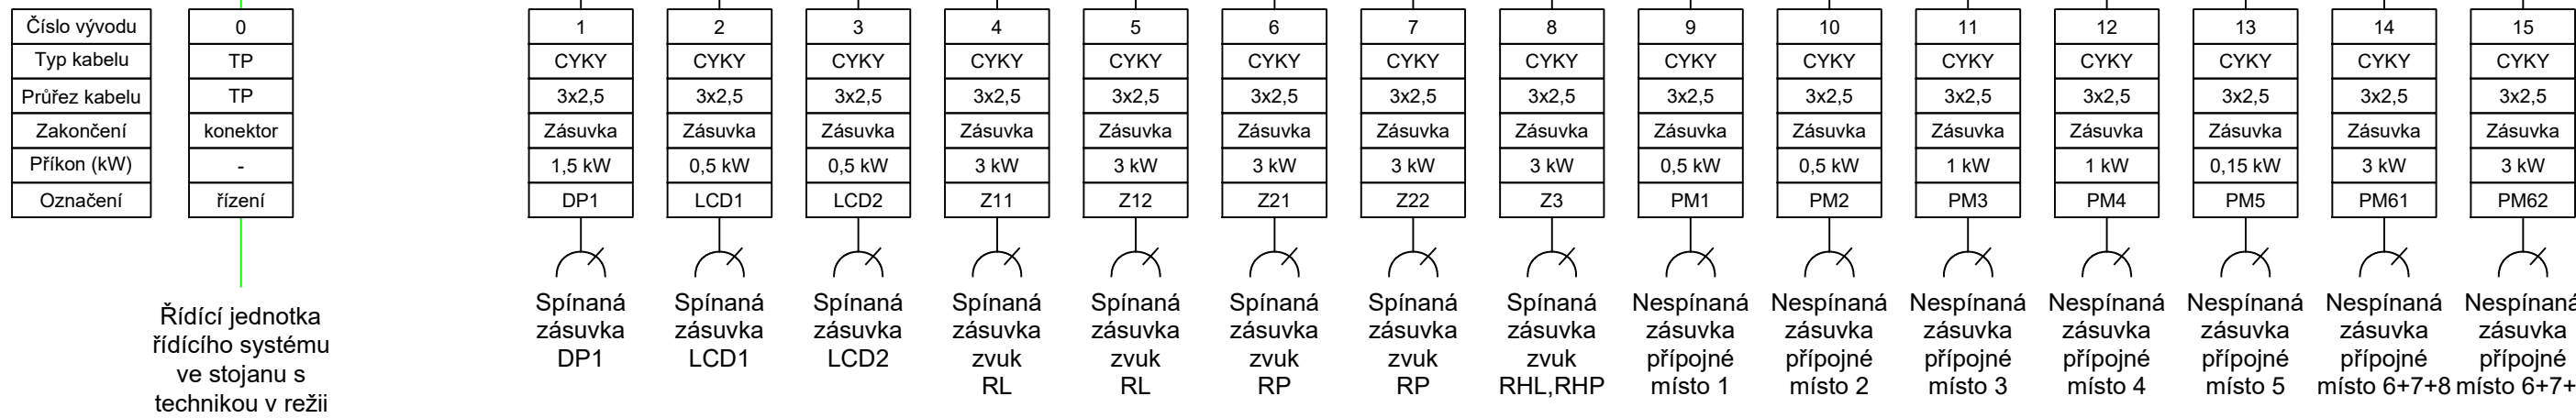 Číslo vývodu 0 1 2 3 4 5 6 7 8 9 10 11 12 13 14 15
Typ kabelu TP CYKY CYKY CYKY CYKY CYKY CYKY CYKY CYKY CYKY CYKY CYKY CYKY CYKY CYKY CYKY
Průřez kabelu TP 3x2,5 3x2,5 3x2,5 3x2,5 3x2,5 3x2,5 3x2,5 3x2,5 3x2,5 3x2,5 3x2,5 3x2,5 3x2,5 3x2,5 3x2,5
Zakončení konektor Zásuvka Zásuvka Zásuvka Zásuvka Zásuvka Zásuvka Zásuvka Zásuvka Zásuvka Zásuvka Zásuvka Zásuvka Zásuvka Zásuvka Zásuvka
Příkon (kW) - 1,5 kW 0,5 kW 0,5 kW 3 kW 3 kW 3 kW 3 kW 3 kW 0,5 kW 0,5 kW 1 kW 1 kW 0,15 kW 3 kW 3 kW
Označení řízení DP1 LCD1 LCD2 Z11 Z12 Z21 Z22 Z3 PM1 PM2 PM3 PM4 PM5 PM61 PM62
Řídící jednotka
řídícího systému
ve stojanu s
technikou v režii
Spínaná
zásuvka
DP1
Spínaná
zásuvka
LCD1
Spínaná
zásuvka
LCD2
Spínaná
zásuvka
zvuk
RL
Spínaná
zásuvka
zvuk
RL
Spínaná
zásuvka
zvuk
RP
Spínaná
zásuvka
zvuk
RP
Spínaná
zásuvka
zvuk
RHL,RHP
Nespínaná
zásuvka
přípojné
místo 1
Nespínaná
zásuvka
přípojné
místo 2
Nespínaná
zásuvka
přípojné
místo 3
Nespínaná
zásuvka
přípojné
místo 4
Nespínaná
zásuvka
přípojné
místo 5
Nespínaná
zásuvka
přípojné
místo 6+7+8
Nespínaná
zásuvka
přípojné
místo 6+7+